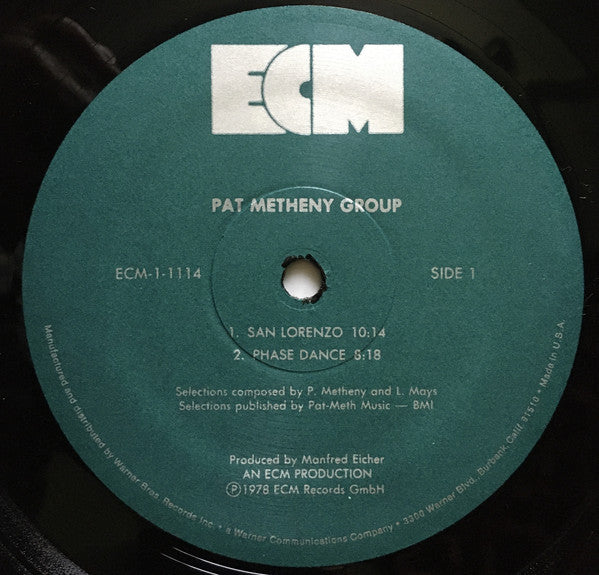 ECM
PAT METHENY GROUP
ECM-1-1114
SIDE 1
1. SAN LORENZO 10:14
2. PHASE DANCE 8:18
Selections composed by P. Metheny and L. Mays
Selections published by Pat-Meth Music — BMI
Produced by Manfred Eicher
AN ECM PRODUCTION
Ⓟ1978 ECM Records GmbH
Manufactured and distributed by Warner Bros. Records Inc. • a Warner Communications Company • 3300 Warner Blvd., Burbank, Calif. 91510 • Made in U.S.A.